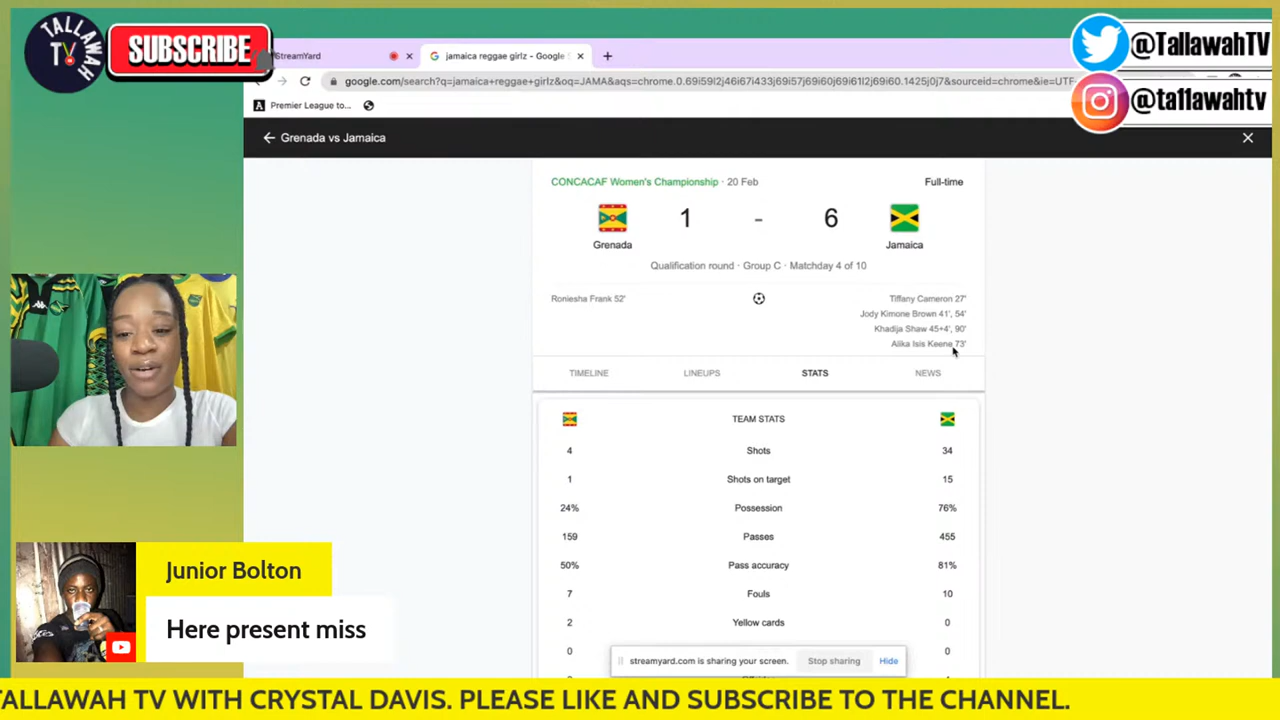 TALLAWAH
TV
SUBSCRIBE
StreamYard
jamaica reggae girlz - Google S
@TallawahTV
google.com/search?q=jamaica+reggae+girlz&oq=JAMA&aqs=chrome.0.69i59l2j46i67i433j69i57j69i60j69i61l2j69i60.1425j0j7&sourceid=chrome&ie=UTF-
Premier League to...
@ta11awahtv
Grenada vs Jamaica
CONCACAF Women's Championship · 20 Feb
Full-time
1 - 6
Grenada
Jamaica
Qualification round · Group C · Matchday 4 of 10
Roniesha Frank 52'
Tiffany Cameron 27'
Jody Kimone Brown 41', 54'
Khadija Shaw 45+4', 90'
Alika Isis Keene 73'
TIMELINE LINEUPS STATS NEWS
TEAM STATS
4 Shots 34
1 Shots on target 15
24% Possession 76%
159 Passes 455
50% Pass accuracy 81%
7 Fouls 10
2 Yellow cards 0
0 0
streamyard.com is sharing your screen. Stop sharing Hide
Junior Bolton
Here present miss
TALLAWAH TV WITH CRYSTAL DAVIS. PLEASE LIKE AND SUBSCRIBE TO THE CHANNEL.